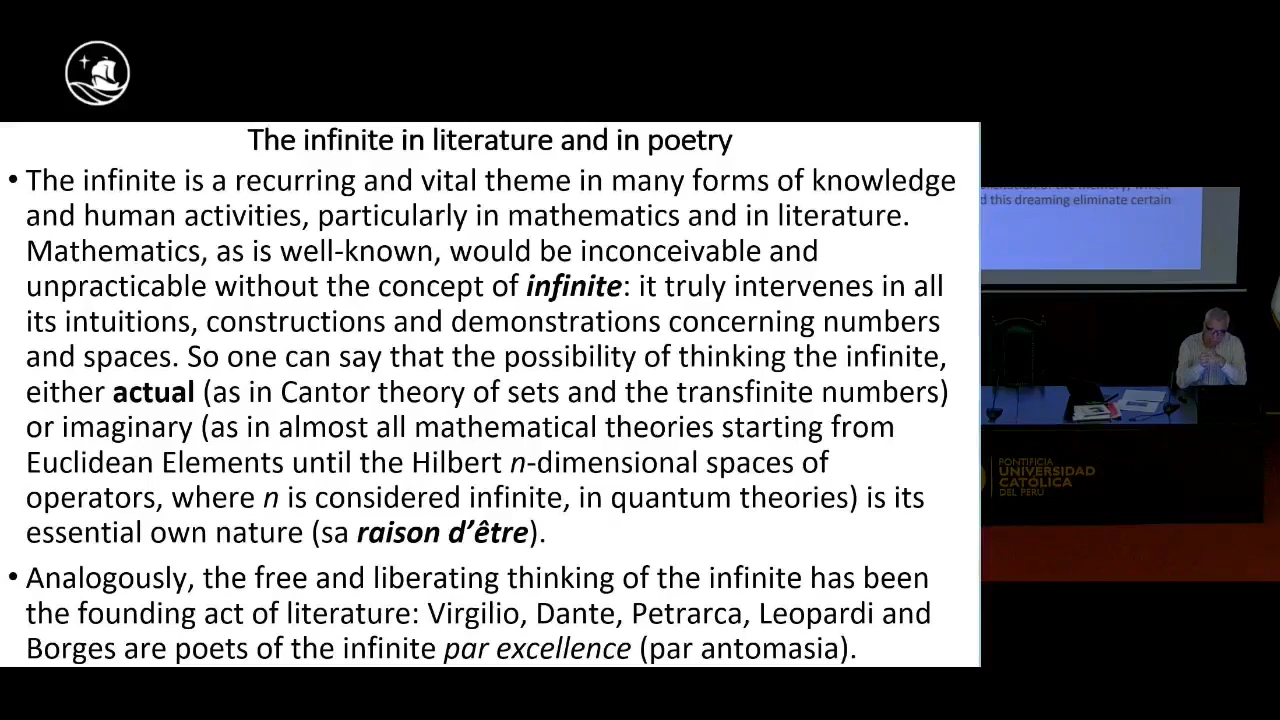 The infinite in literature and in poetry
• The infinite is a recurring and vital theme in many forms of knowledge
and human activities, particularly in mathematics and in literature.
Mathematics, as is well-known, would be inconceivable and
unpracticable without the concept of infinite: it truly intervenes in all
its intuitions, constructions and demonstrations concerning numbers
and spaces. So one can say that the possibility of thinking the infinite,
either actual (as in Cantor theory of sets and the transfinite numbers)
or imaginary (as in almost all mathematical theories starting from
Euclidean Elements until the Hilbert n-dimensional spaces of
operators, where n is considered infinite, in quantum theories) is its
essential own nature (sa raison d'être).
• Analogously, the free and liberating thinking of the infinite has been
the founding act of literature: Virgilio, Dante, Petrarca, Leopardi and
Borges are poets of the infinite par excellence (par antomasia).
of the memory, which
this dreaming eliminate certain
PONTIFICIA
UNIVERSIDAD
CATÓLICA
DEL PERÚ